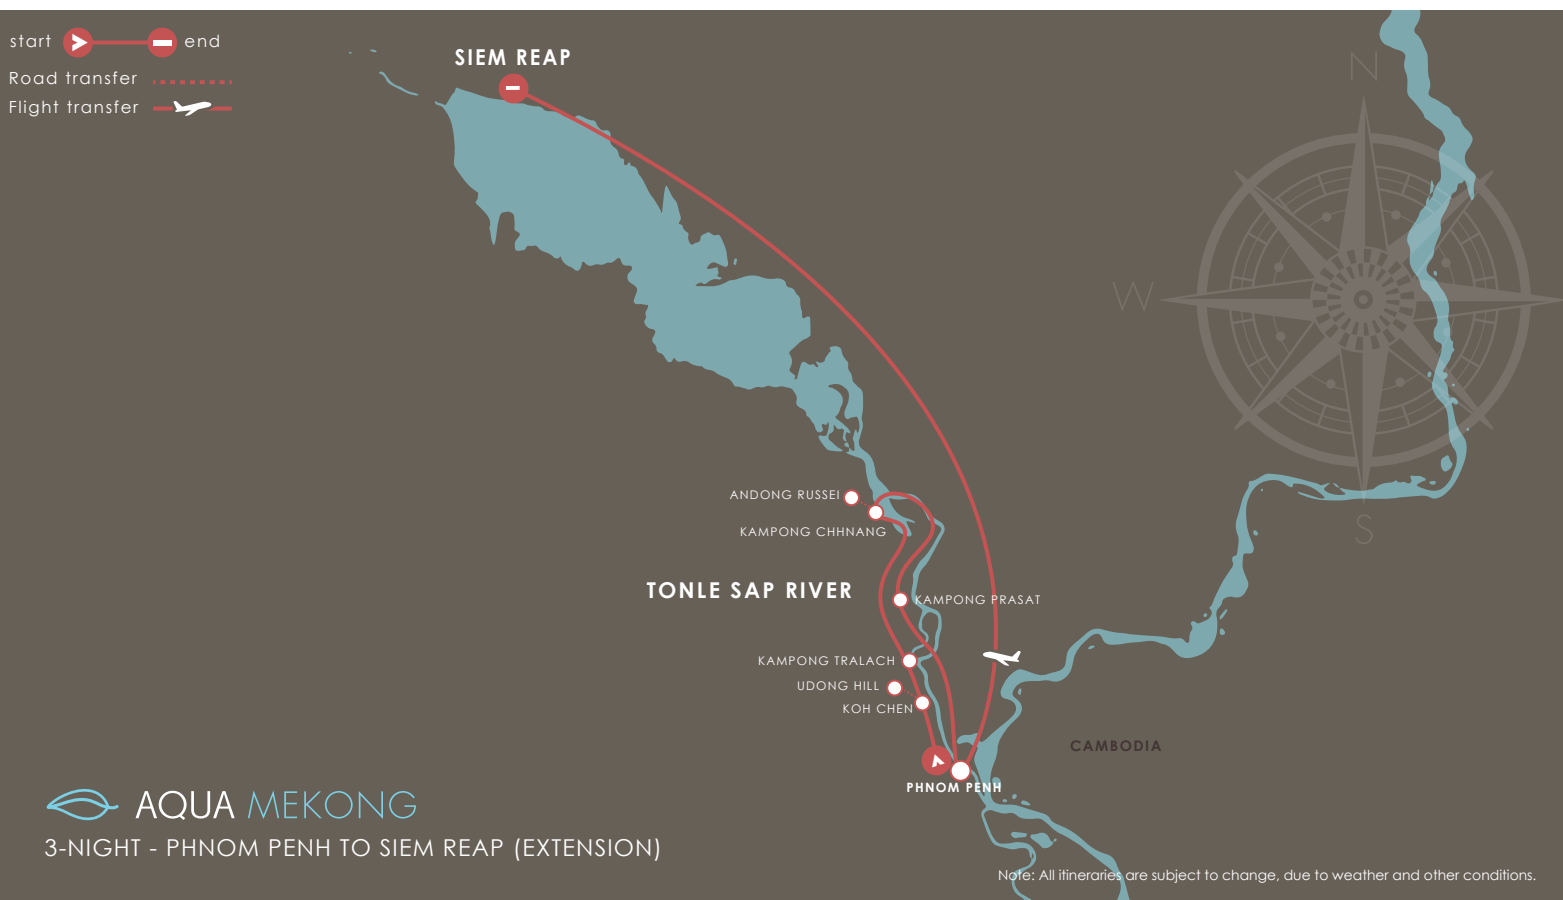 start
end
Road transfer
Flight transfer
SIEM REAP
N
W
S
ANDONG RUSSEI
KAMPONG CHHNANG
TONLE SAP RIVER
KAMPONG PRASAT
KAMPONG TRALACH
UDONG HILL
KOH CHEN
CAMBODIA
PHNOM PENH
AQUA MEKONG
3-NIGHT - PHNOM PENH TO SIEM REAP (EXTENSION)
Note: All itineraries are subject to change, due to weather and other conditions.